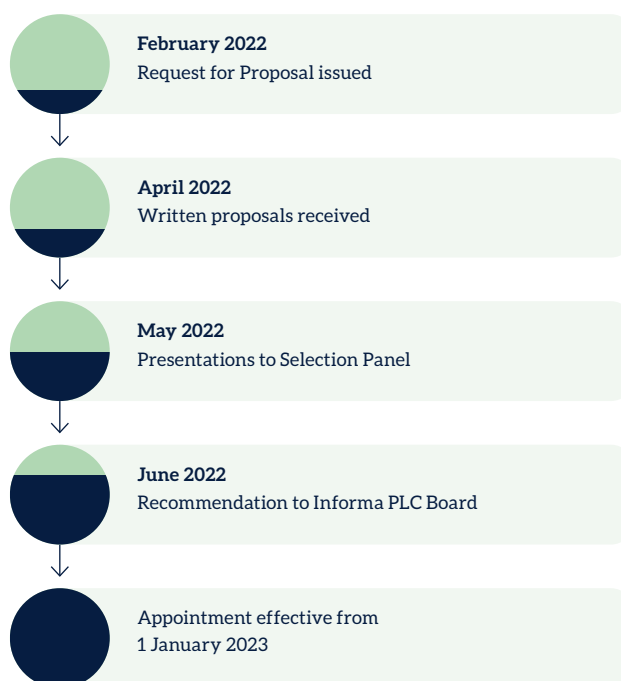 February 2022
Request for Proposal issued
April 2022
Written proposals received
May 2022
Presentations to Selection Panel
June 2022
Recommendation to Informa PLC Board
Appointment effective from
1 January 2023